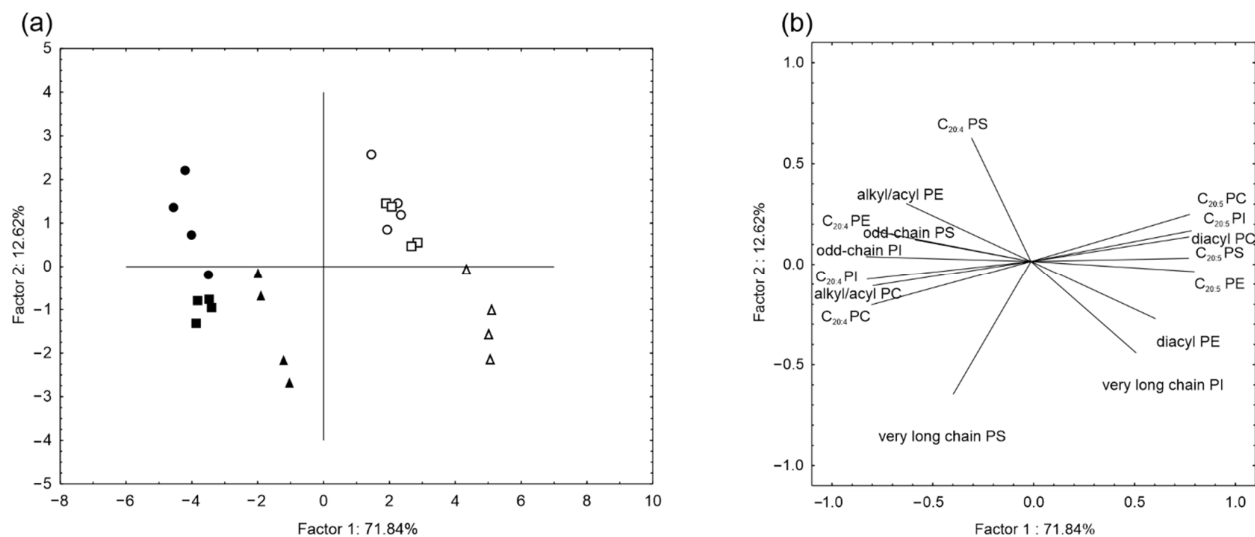 (a)
5
4
3
2
1
0
−1
−2
−3
−4
−5
−8
−6
−4
−2
0
2
4
6
8
10
Factor 2: 12.62%
Factor 1: 71.84%
(b)
1.0
0.5
0.0
−0.5
−1.0
−1.0
−0.5
0.0
0.5
1.0
Factor 2 : 12.62%
Factor 1 : 71.84%
C20:4 PS
alkyl/acyl PE
C20:4 PE
odd-chain PS
odd-chain PI
C20:4 PI
alkyl/acyl PC
C20:4 PC
very long chain PS
C20:5 PC
C20:5 PI
diacyl PC
C20:5 PS
C20:5 PE
diacyl PE
very long chain PI